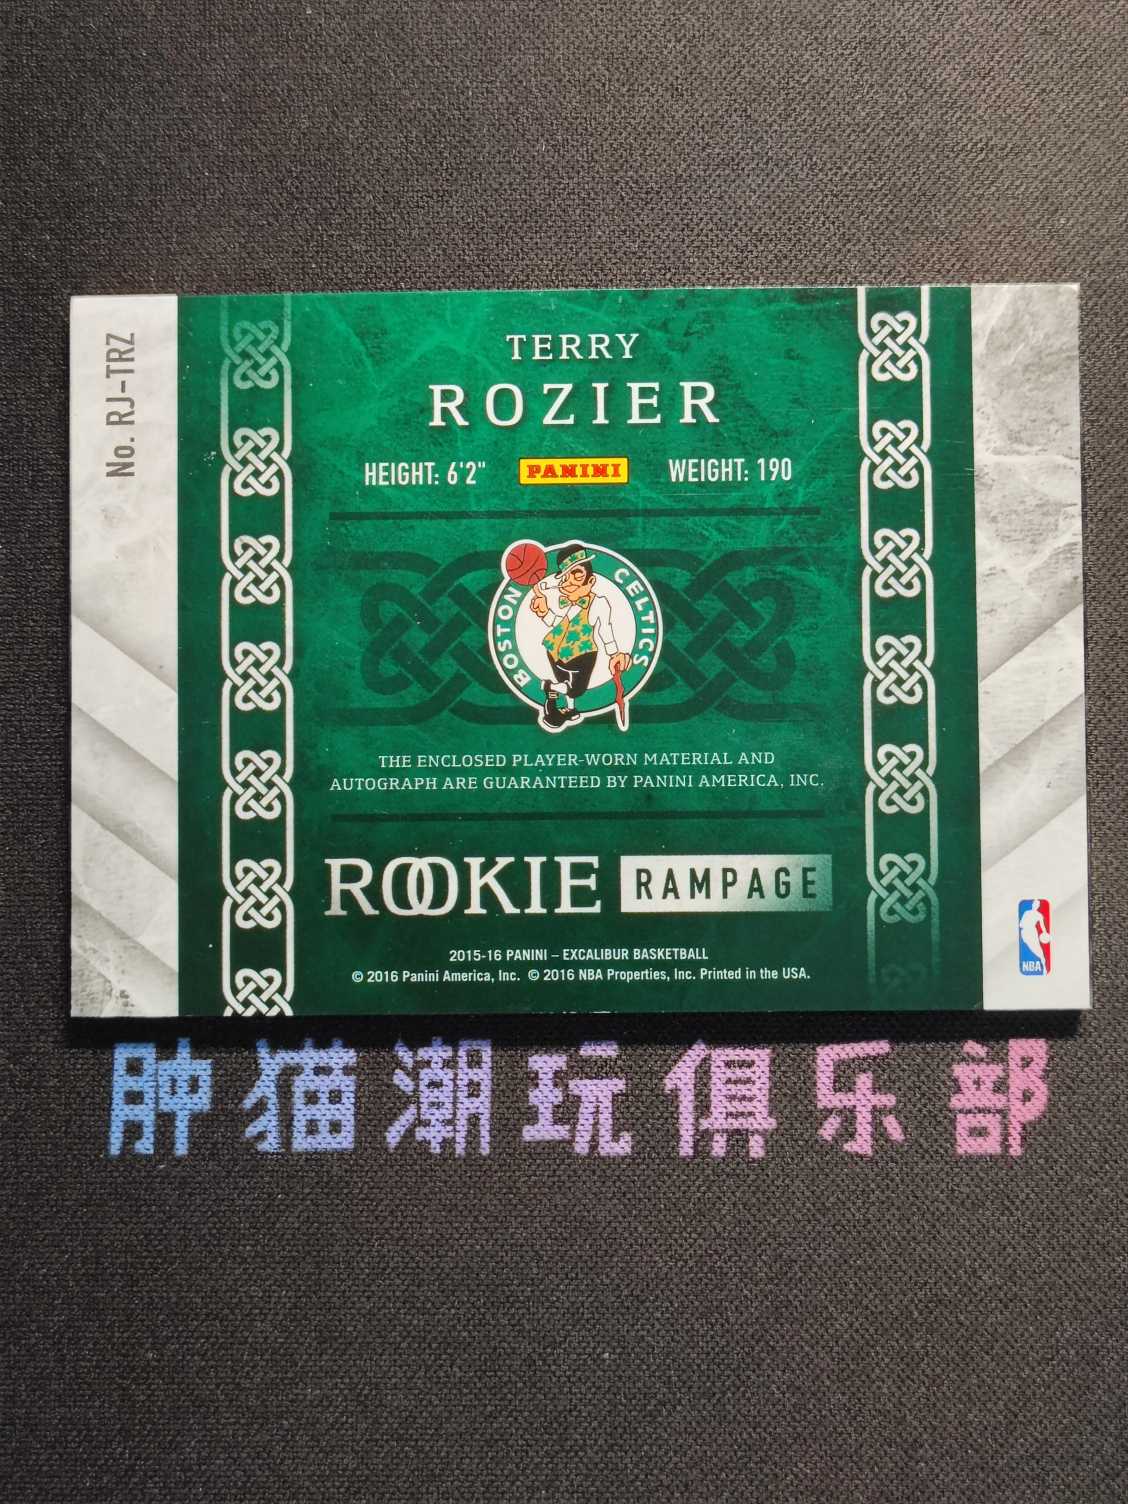 No. RJ-TRZ
TERRY
ROZIER
HEIGHT: 6'2" PANINI WEIGHT: 190
BOSTON CELTICS
THE ENCLOSED PLAYER-WORN MATERIAL AND
AUTOGRAPH ARE GUARANTEED BY PANINI AMERICA, INC.
ROOKIE RAMPAGE
2015-16 PANINI – EXCALIBUR BASKETBALL
© 2016 Panini America, Inc. © 2016 NBA Properties, Inc. Printed in the USA.
NBA
肿猫潮玩俱乐部